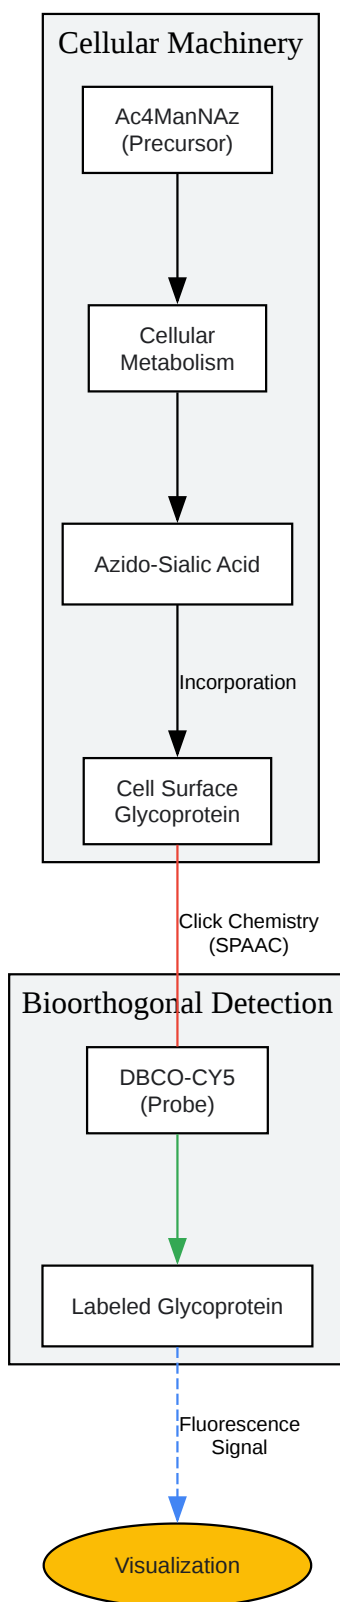 Cellular Machinery
Ac4ManNAz
(Precursor)
Cellular
Metabolism
Azido-Sialic Acid
Incorporation
Cell Surface
Glycoprotein
Click Chemistry
(SPAAC)
Bioorthogonal Detection
DBCO-CY5
(Probe)
Labeled Glycoprotein
Fluorescence
Signal
Visualization